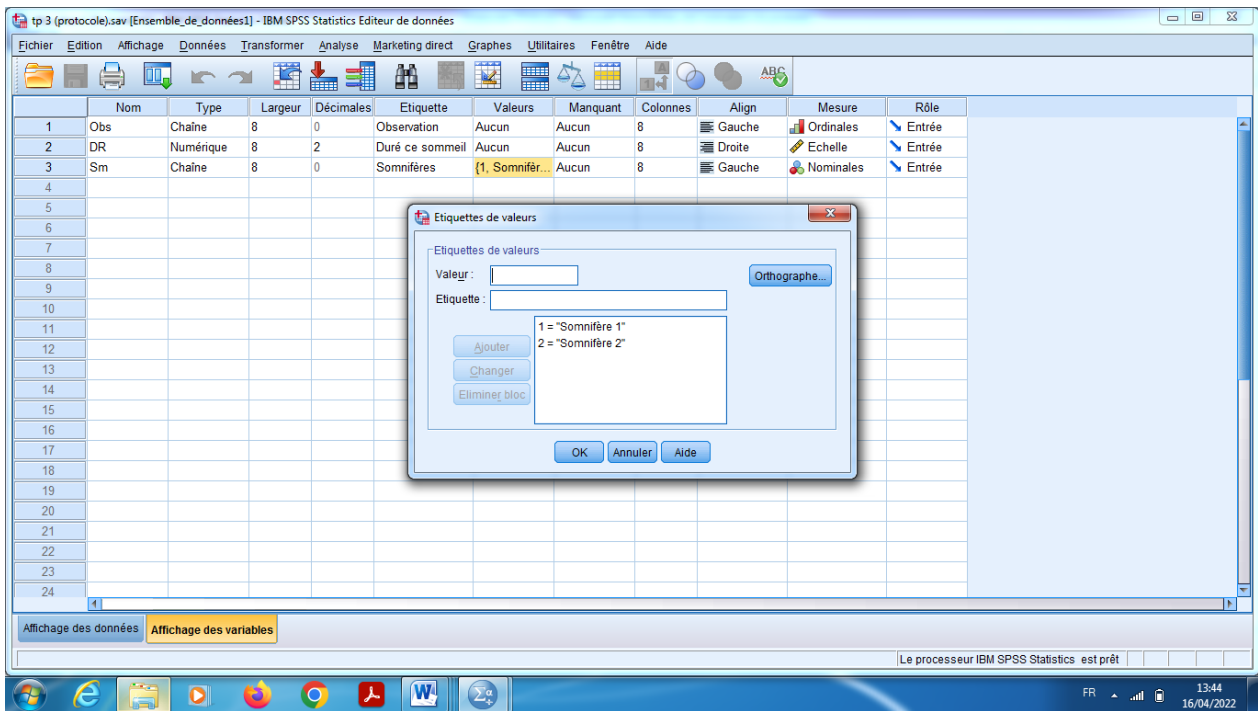 tp 3 (protocole).sav [Ensemble_de_données1] - IBM SPSS Statistics Editeur de données
Fichier Edition Affichage Données Transformer Analyse Marketing direct Graphes Utilitaires Fenêtre Aide
Nom Type Largeur Décimales Etiquette Valeurs Manquant Colonnes Align Mesure Rôle
1 Obs Chaîne 8 0 Observation Aucun Aucun 8 Gauche Ordinales Entrée
2 DR Numérique 8 2 Duré ce sommeil Aucun Aucun 8 Droite Echelle Entrée
3 Sm Chaîne 8 0 Somnifères {1, Somnifèr... Aucun 8 Gauche Nominales Entrée
4
5
6
7
8
9
10
11
12
13
14
15
16
17
18
19
20
21
22
23
24
Etiquettes de valeurs
Etiquettes de valeurs
Valeur :
Orthographe...
Etiquette :
1 = "Somnifère 1"
2 = "Somnifère 2"
Ajouter
Changer
Eliminer bloc
OK Annuler Aide
Affichage des données Affichage des variables
Le processeur IBM SPSS Statistics est prêt
FR 13:44
16/04/2022